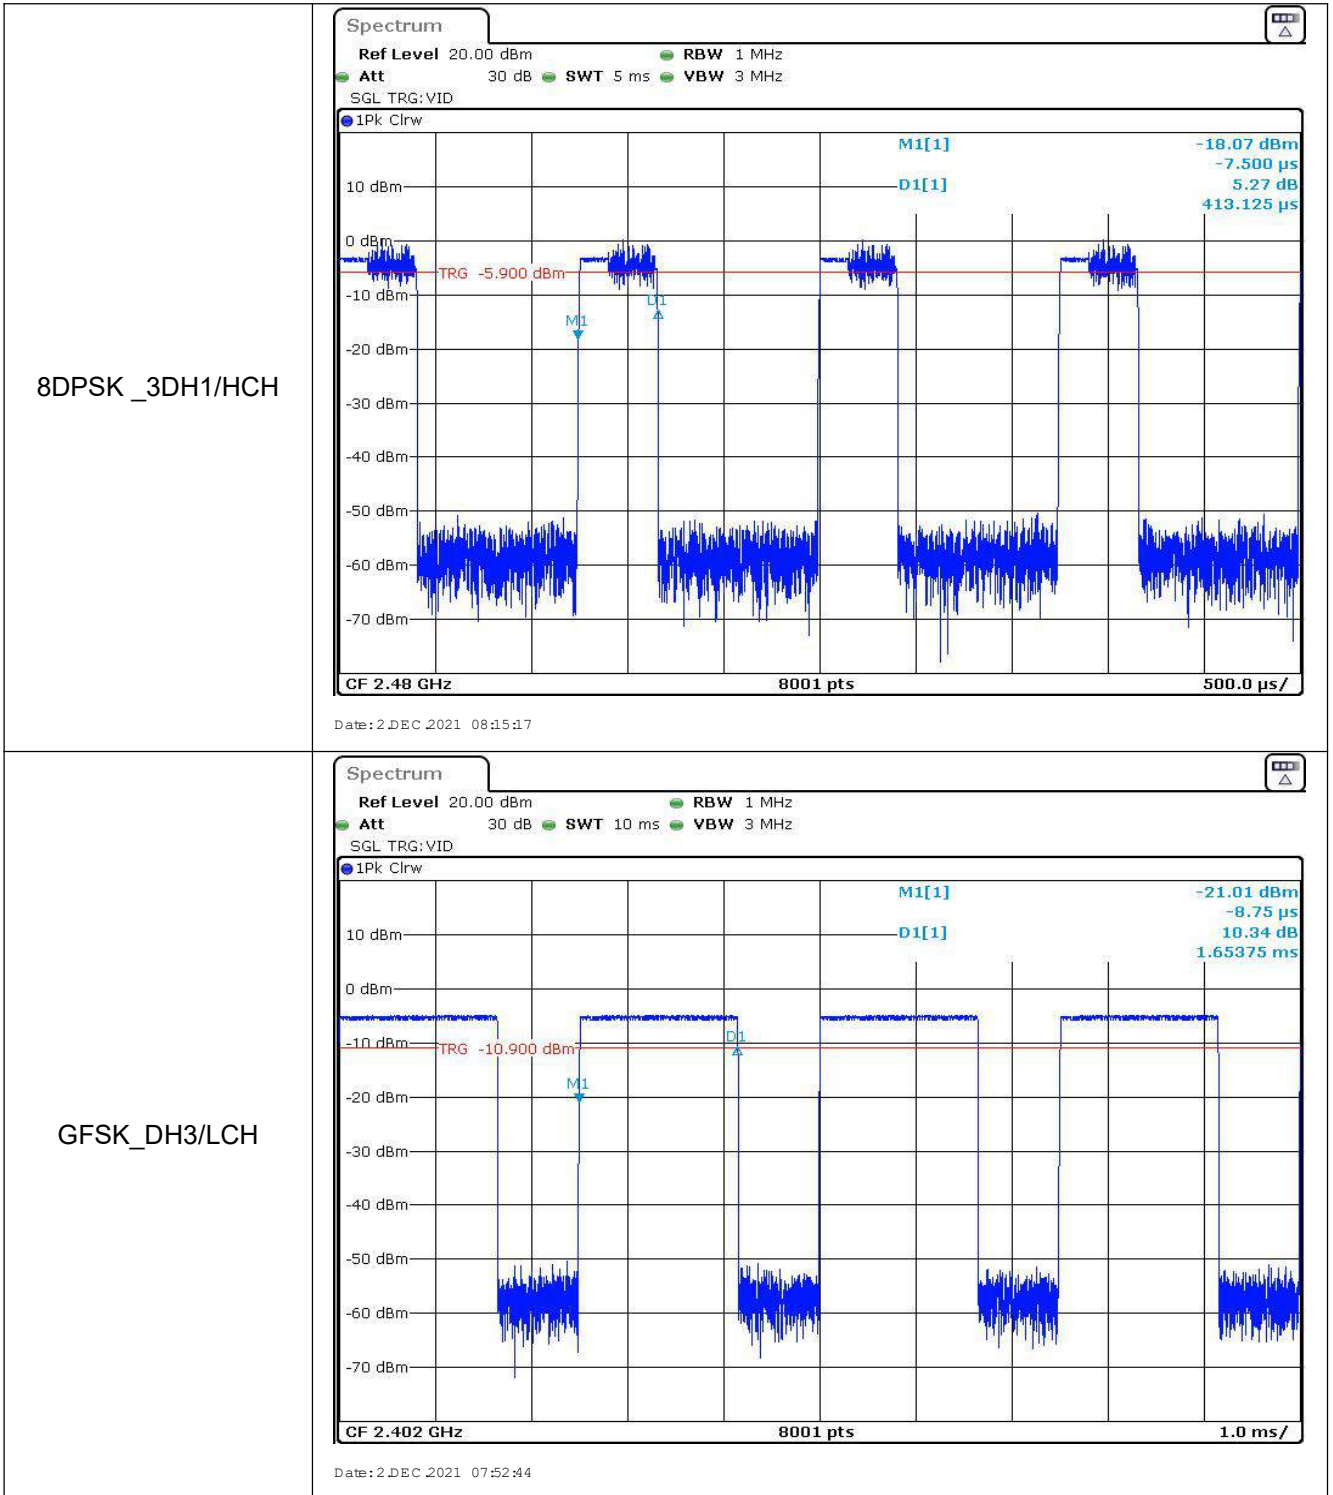 8DPSK _3DH1/HCH
Spectrum
Ref Level 20.00 dBm RBW 1 MHz
Att 30 dB SWT 5 ms VBW 3 MHz
SGL TRG:VID
1Pk Clrw
M1[1] -18.07 dBm
-7.500 µs
10 dBm D1[1] 5.27 dB
413.125 µs
0 dBm
TRG -5.900 dBm
-10 dBm
D1
M1
-20 dBm
-30 dBm
-40 dBm
-50 dBm
-60 dBm
-70 dBm
CF 2.48 GHz 8001 pts 500.0 µs/
Date: 2.DEC.2021 08:15:17
GFSK_DH3/LCH
Spectrum
Ref Level 20.00 dBm RBW 1 MHz
Att 30 dB SWT 10 ms VBW 3 MHz
SGL TRG:VID
1Pk Clrw
M1[1] -21.01 dBm
-8.75 µs
10 dBm D1[1] 10.34 dB
1.65375 ms
0 dBm
D1
-10 dBm
TRG -10.900 dBm
M1
-20 dBm
-30 dBm
-40 dBm
-50 dBm
-60 dBm
-70 dBm
CF 2.402 GHz 8001 pts 1.0 ms/
Date: 2.DEC.2021 07:52:44